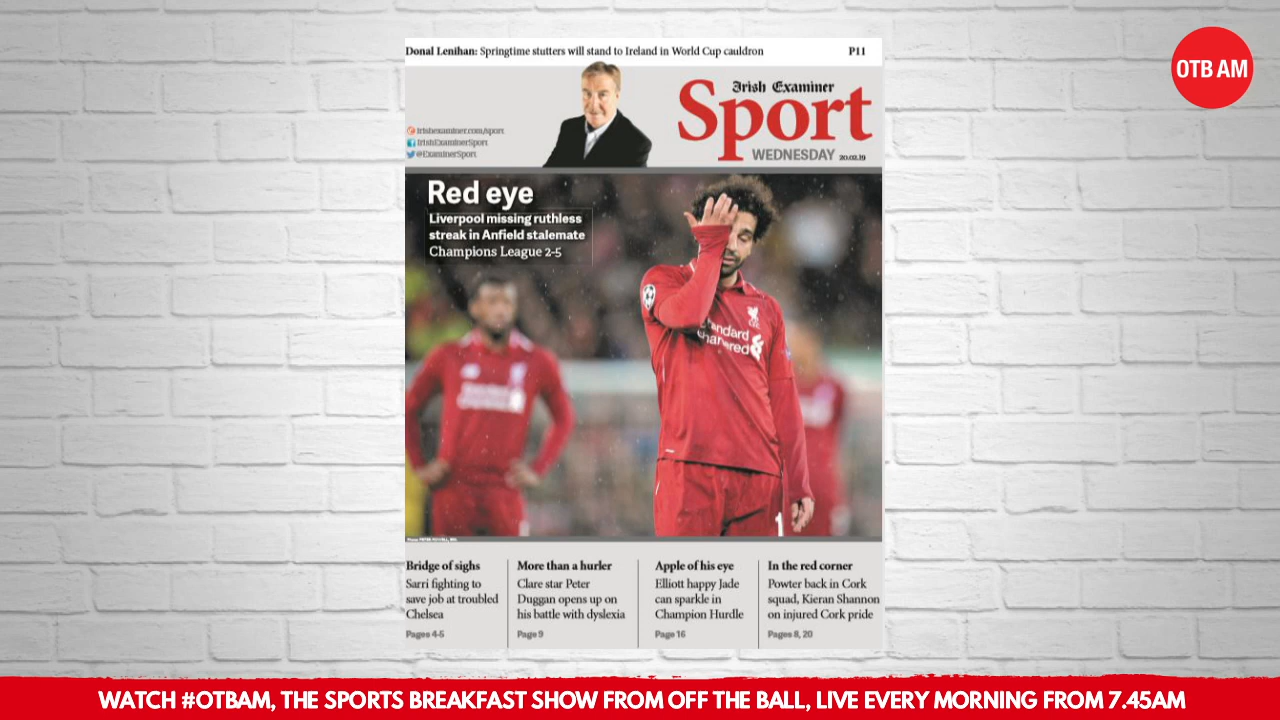 Donal Lenihan: Springtime stutters will stand to Ireland in World Cup cauldron P11
OTB AM
Irish Examiner
Sport
WEDNESDAY 20.02.19
irishexaminer.com/sport
IrishExaminerSport
@ExaminerSport
Red eye
Liverpool missing ruthless
streak in Anfield stalemate
Champions League 2-5
Standard
Chartered
Bridge of sighs
Sarri fighting to
save job at troubled
Chelsea
Pages 4-5
More than a hurler
Clare star Peter
Duggan opens up on
his battle with dyslexia
Page 9
Apple of his eye
Elliott happy Jade
can sparkle in
Champion Hurdle
Page 16
In the red corner
Powter back in Cork
squad, Kieran Shannon
on injured Cork pride
Pages 8, 20
WATCH #OTBAM, THE SPORTS BREAKFAST SHOW FROM OFF THE BALL, LIVE EVERY MORNING FROM 7.45AM